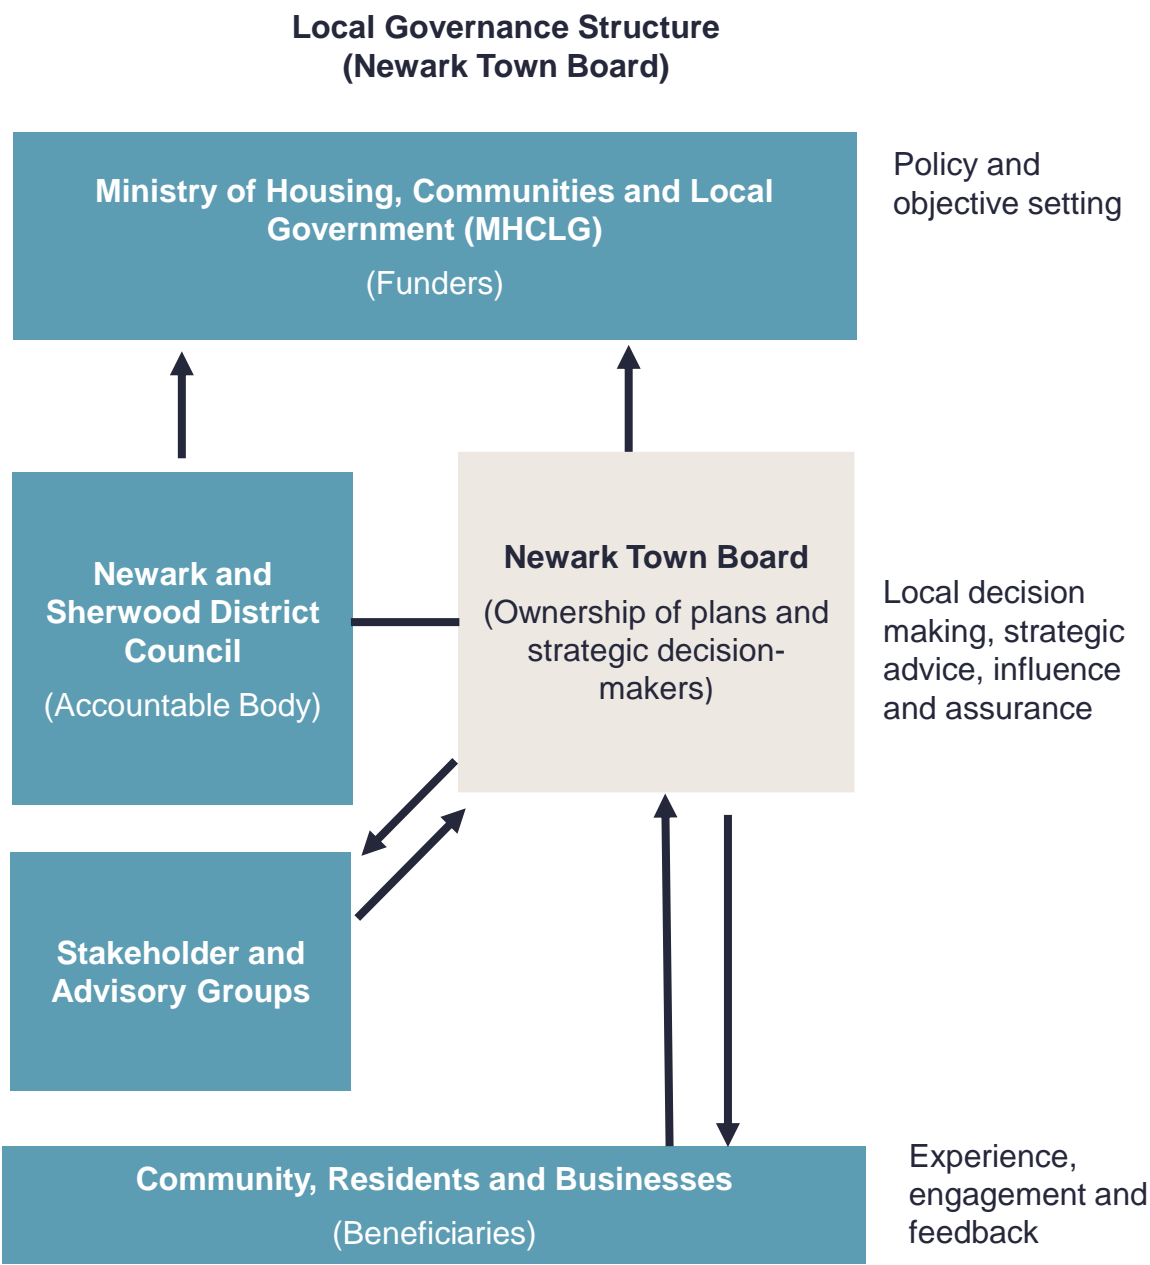 Local Governance Structure
(Newark Town Board)
Ministry of Housing, Communities and Local
Government (MHCLG)
(Funders)
Policy and
objective setting
Newark and
Sherwood District
Council
(Accountable Body)
Newark Town Board
(Ownership of plans and
strategic decision-
makers)
Local decision
making, strategic
advice, influence
and assurance
Stakeholder and
Advisory Groups
Community, Residents and Businesses
(Beneficiaries)
Experience,
engagement and
feedback